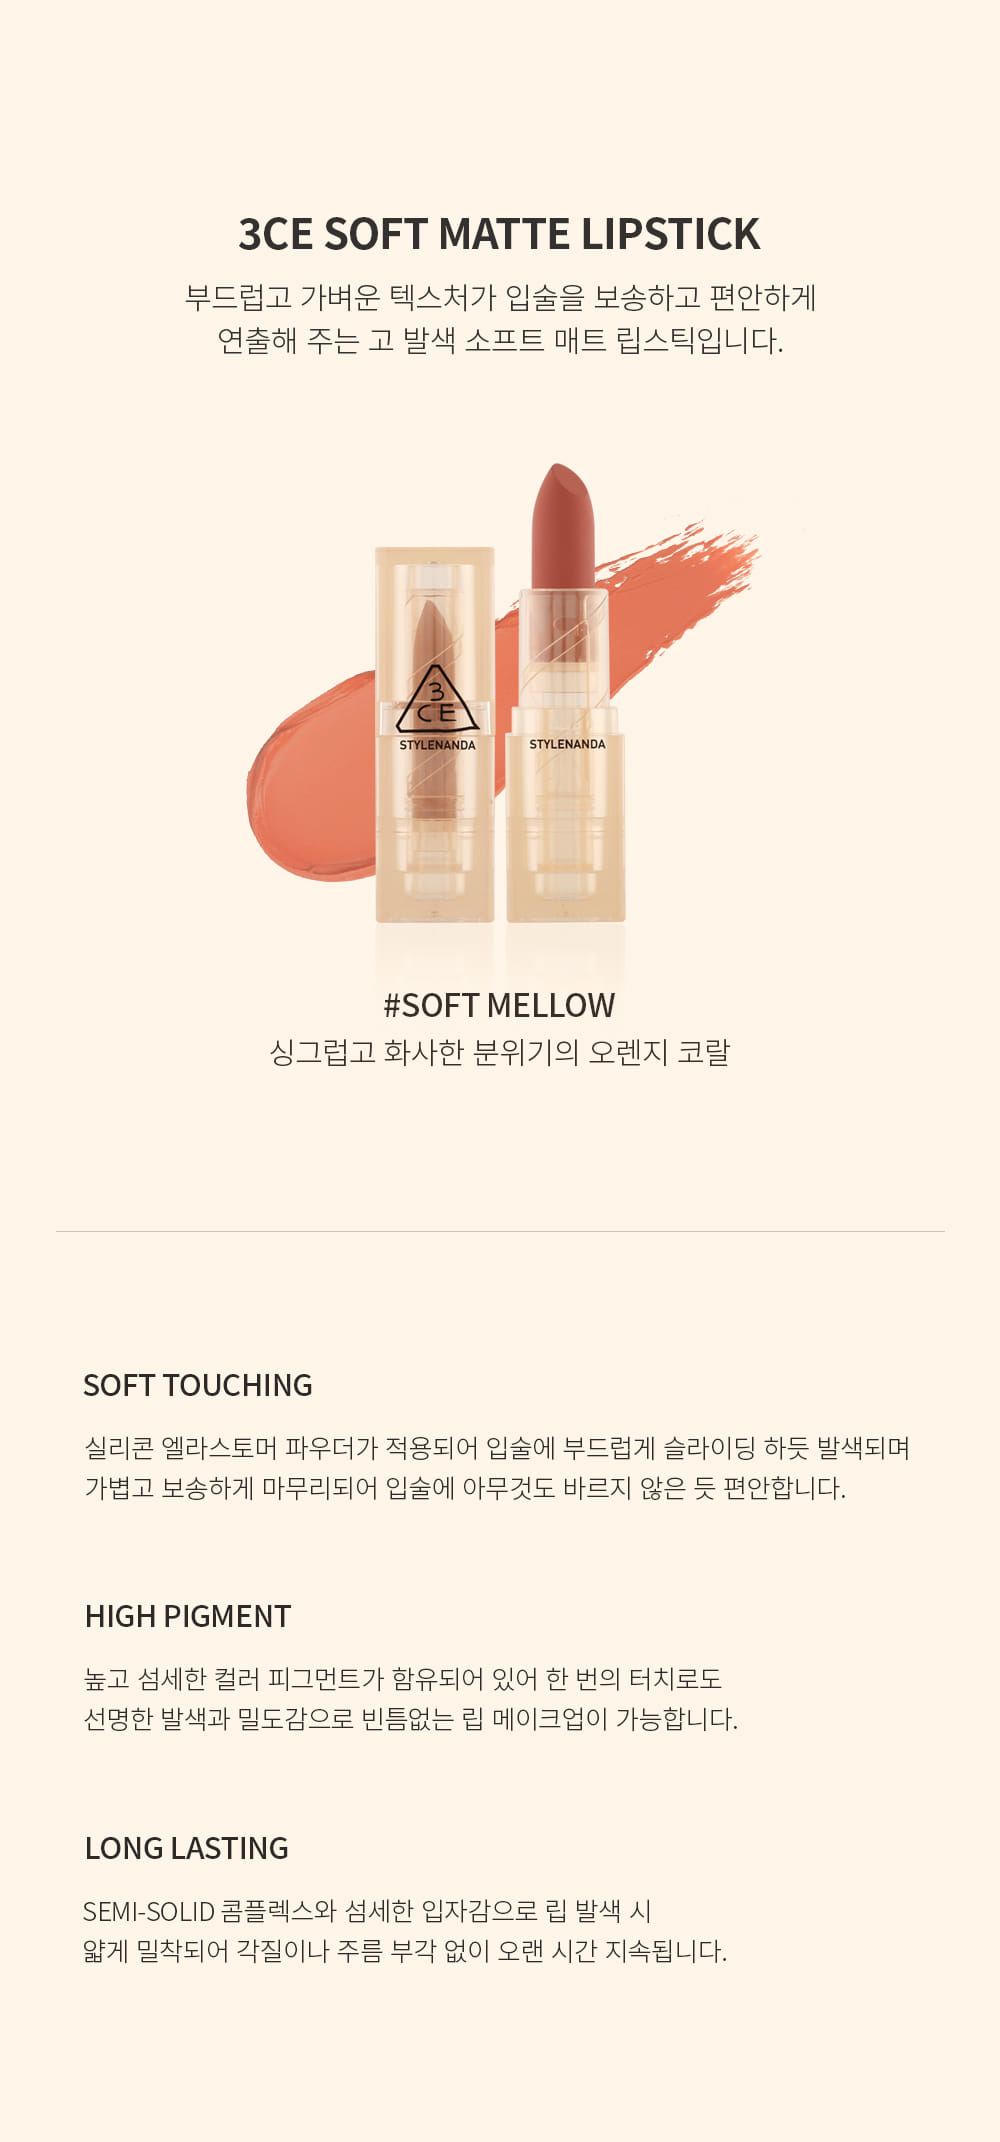 3CE SOFT MATTE LIPSTICK
부드럽고 가벼운 텍스처가 입술을 보송하고 편안하게
연출해 주는 고 발색 소프트 매트 립스틱입니다.
3
CE
STYLENANDA
STYLENANDA
#SOFT MELLOW
싱그럽고 화사한 분위기의 오렌지 코랄
SOFT TOUCHING
실리콘 엘라스토머 파우더가 적용되어 입술에 부드럽게 슬라이딩 하듯 발색되며
가볍고 보송하게 마무리되어 입술에 아무것도 바르지 않은 듯 편안합니다.
HIGH PIGMENT
높고 섬세한 컬러 피그먼트가 함유되어 있어 한 번의 터치로도
선명한 발색과 밀도감으로 빈틈없는 립 메이크업이 가능합니다.
LONG LASTING
SEMI-SOLID 콤플렉스와 섬세한 입자감으로 립 발색 시
얇게 밀착되어 각질이나 주름 부각 없이 오랜 시간 지속됩니다.